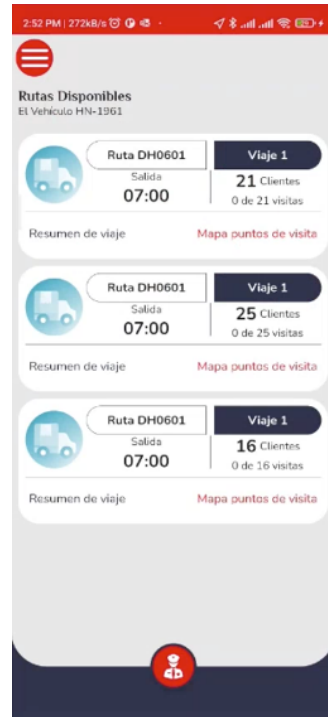 2:52 PM | 272kB/s
Rutas Disponibles
El Vehículo HN-1961
Ruta DH0601
Viaje 1
Salida
07:00
21 Clientes
0 de 21 visitas
Resumen de viaje
Mapa puntos de visita
Ruta DH0601
Viaje 1
Salida
07:00
25 Clientes
0 de 25 visitas
Resumen de viaje
Mapa puntos de visita
Ruta DH0601
Viaje 1
Salida
07:00
16 Clientes
0 de 16 visitas
Resumen de viaje
Mapa puntos de visita